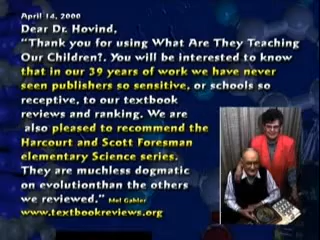 April 14, 2000
Dear Dr. Hovind,
"Thank you for using What Are They Teaching
Our Children?. You will be interested to know
that in our 39 years of work we have never
seen publishers so sensitive, or schools so
receptive, to our textbook
reviews and ranking. We are
also pleased to recommend the
Harcourt and Scott Foresman
elementary Science series.
They are muchless dogmatic
on evolutionthan the others
we reviewed." Mel Gabler
www.textbookreviews.org